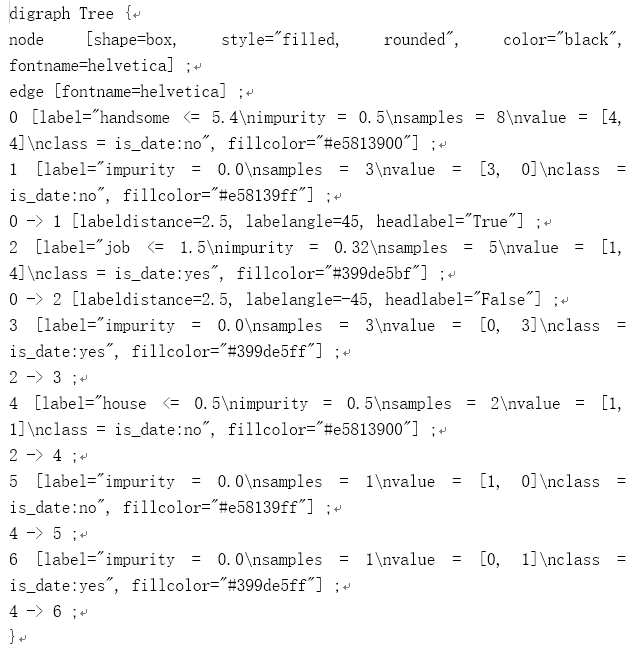 digraph Tree {
node [shape=box, style="filled, rounded", color="black",
fontname=helvetica] ;
edge [fontname=helvetica] ;
0 [label="handsome <= 5.4\nimpurity = 0.5\nsamples = 8\nvalue = [4,
4]\nclass = is_date:no", fillcolor="#e5813900"] ;
1 [label="impurity = 0.0\nsamples = 3\nvalue = [3, 0]\nclass =
is_date:no", fillcolor="#e58139ff"] ;
0 -> 1 [labeldistance=2.5, labelangle=45, headlabel="True"] ;
2 [label="job <= 1.5\nimpurity = 0.32\nsamples = 5\nvalue = [1,
4]\nclass = is_date:yes", fillcolor="#399de5bf"] ;
0 -> 2 [labeldistance=2.5, labelangle=-45, headlabel="False"] ;
3 [label="impurity = 0.0\nsamples = 3\nvalue = [0, 3]\nclass =
is_date:yes", fillcolor="#399de5ff"] ;
2 -> 3 ;
4 [label="house <= 0.5\nimpurity = 0.5\nsamples = 2\nvalue = [1,
1]\nclass = is_date:no", fillcolor="#e5813900"] ;
2 -> 4 ;
5 [label="impurity = 0.0\nsamples = 1\nvalue = [1, 0]\nclass =
is_date:no", fillcolor="#e58139ff"] ;
4 -> 5 ;
6 [label="impurity = 0.0\nsamples = 1\nvalue = [0, 1]\nclass =
is_date:yes", fillcolor="#399de5ff"] ;
4 -> 6 ;
}